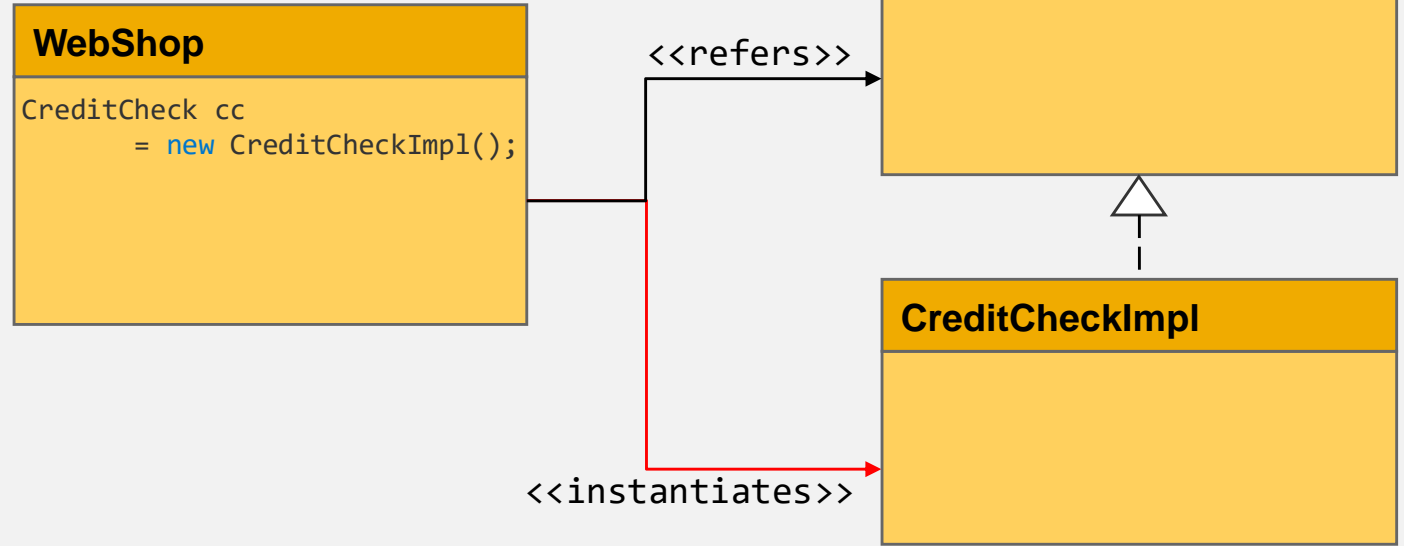 WebShop
<<refers>>
CreditCheck cc
= new CreditCheckImpl();
CreditCheckImpl
<<instantiates>>